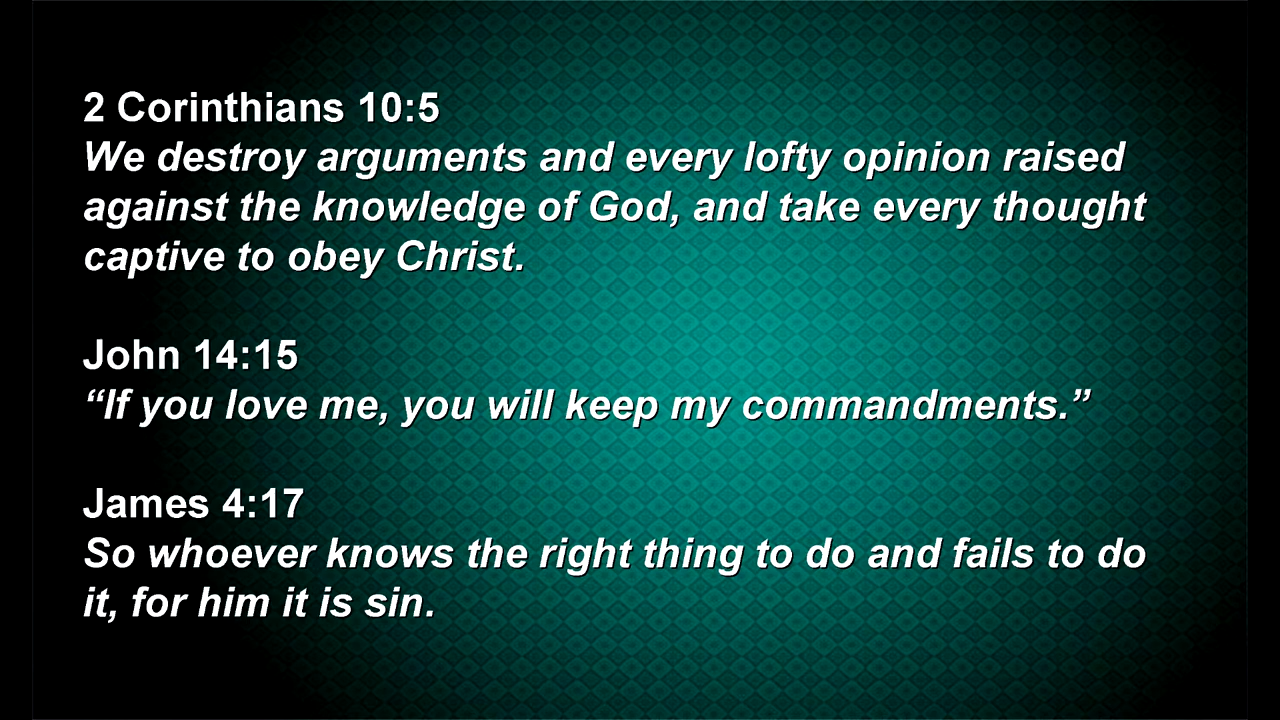 2 Corinthians 10:5
We destroy arguments and every lofty opinion raised
against the knowledge of God, and take every thought
captive to obey Christ.
John 14:15
“If you love me, you will keep my commandments.”
James 4:17
So whoever knows the right thing to do and fails to do
it, for him it is sin.